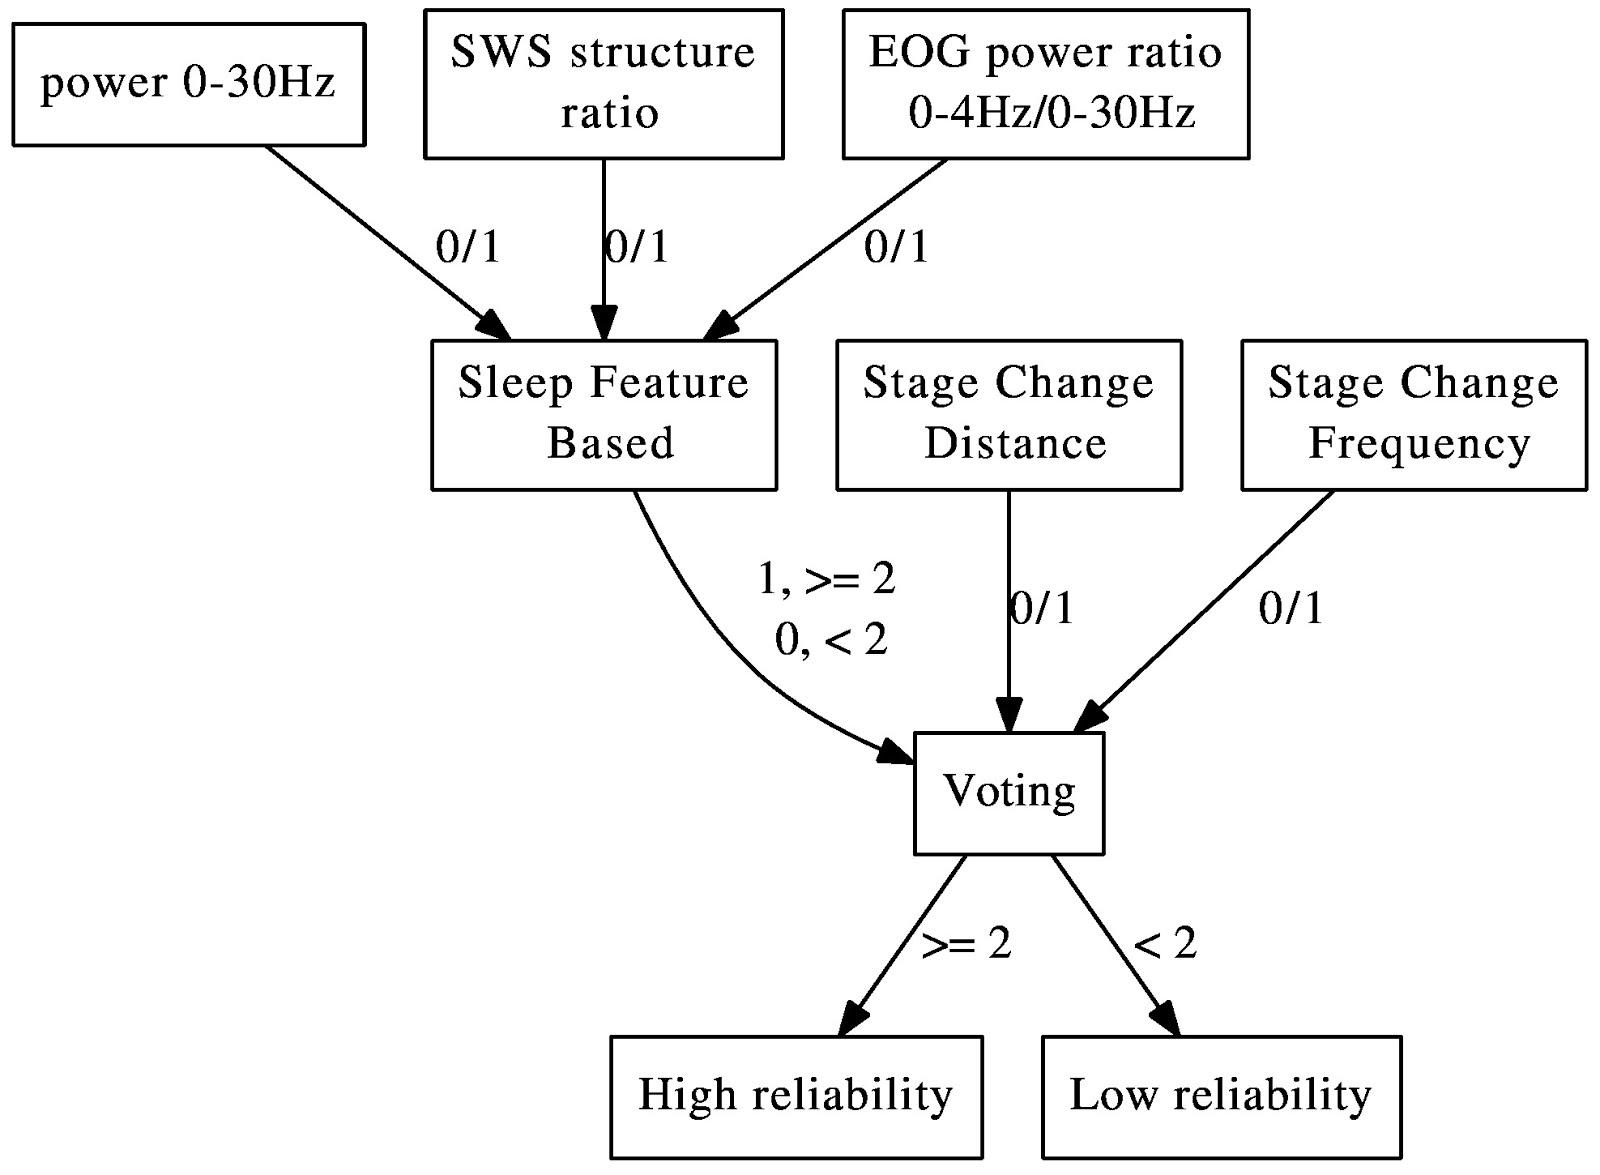 power 0-30Hz
SWS structure
ratio
EOG power ratio
0-4Hz/0-30Hz
0/1
0/1
0/1
Sleep Feature
Based
Stage Change
Distance
Stage Change
Frequency
1, >= 2
0, < 2
0/1
0/1
Voting
>= 2
< 2
High reliability
Low reliability